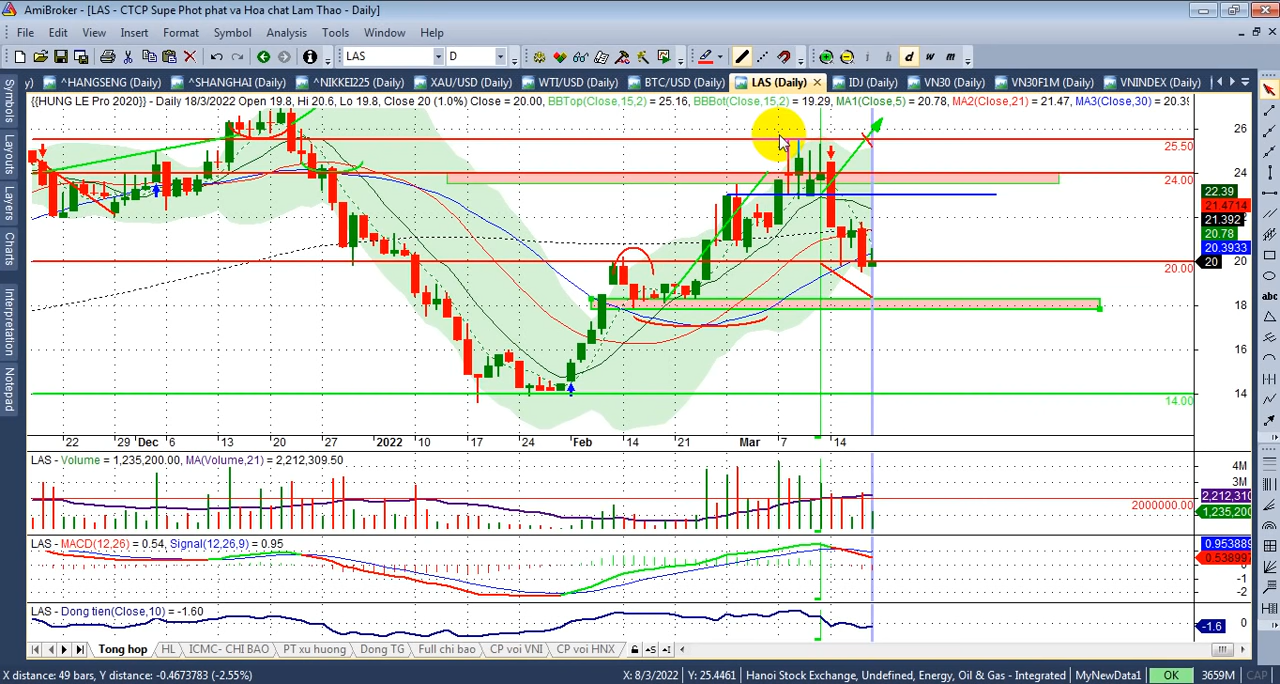 AmiBroker - [LAS - CTCP Supe Phot phat va Hoa chat Lam Thao - Daily]
File Edit View Insert Format Symbol Analysis Tools Window Help
LAS D i h d w m
^HANGSENG (Daily) ^SHANGHAI (Daily) ^NIKKEI225 (Daily) XAU/USD (Daily) WTI/USD (Daily) BTC/USD (Daily) LAS (Daily) IDJ (Daily) VN30 (Daily) VN30F1M (Daily) VNINDEX (Daily)
{{HUNG LE Pro 2020}} - Daily 18/3/2022 Open 19.8, Hi 20.6, Lo 19.8, Close 20 (1.0%) Close = 20.00, BBTop(Close,15,2) = 25.16, BBBot(Close,15,2) = 19.29, MA1(Close,5) = 20.78, MA2(Close,21) = 21.47, MA3(Close,30) = 20.39
Symbols
Layouts
Layers
Charts
Interpretation
Notepad
26
25.50
24
24.00
22.39
21.4714
21.392
20.78
20.3933
20 20
20.00
18
16
14
14.00
22 29 Dec 6 13 20 27 2022 10 17 24 Feb 14 21 Mar 7 14
LAS - Volume = 1,235,200.00, MA(Volume,21) = 2,212,309.50
4M
3M
2,212,310
2000000.00
1,235,200
LAS - MACD(12,26) = 0.54, Signal(12,26,9) = 0.95
0.953889
0.538997
0
-1
-2
LAS - Dong tien(Close,10) = -1.60
0
-1.6
Tong hop HL ICMC- CHI BAO PT xu huong Dong TG Full chi bao CP voi VNI CP voi HNX
X distance: 49 bars, Y distance: -0.4673783 (-2.55%) X: 8/3/2022 Y: 25.4461 Hanoi Stock Exchange, Undefined, Energy, Oil & Gas - Integrated MyNewData1 OK 3659M CAP